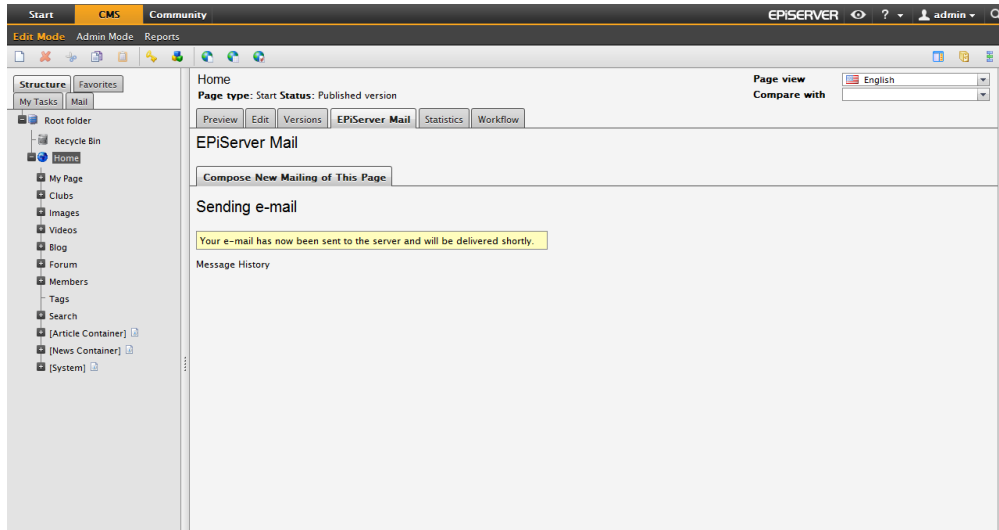 Start CMS Community EPiSERVER ? admin
Edit Mode Admin Mode Reports
Structure Favorites
My Tasks Mail
Root folder
Recycle Bin
Home
My Page
Clubs
Images
Videos
Blog
Forum
Members
Tags
Search
[Article Container]
[News Container]
[System]
Home
Page type: Start Status: Published version
Page view English
Compare with
Preview Edit Versions EPiServer Mail Statistics Workflow
EPiServer Mail
Compose New Mailing of This Page
Sending e-mail
Your e-mail has now been sent to the server and will be delivered shortly.
Message History